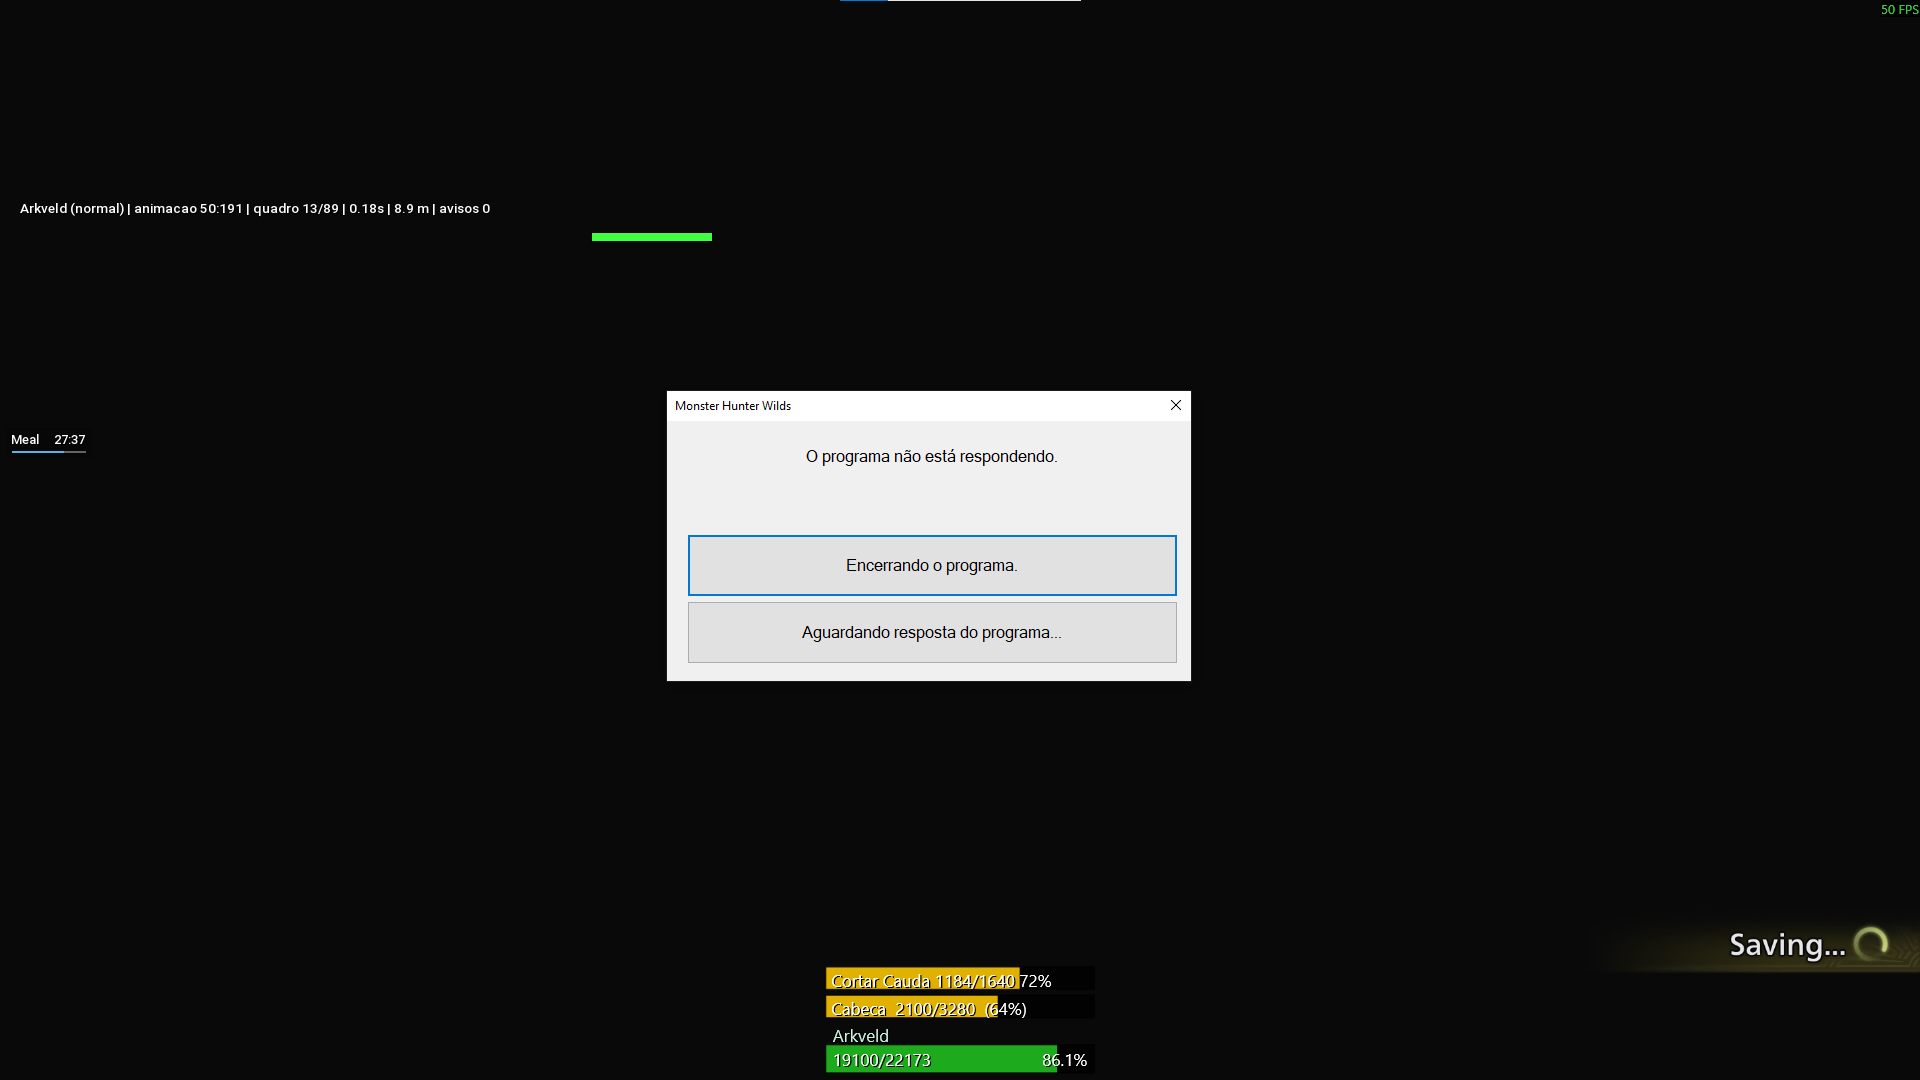 50 FPS
Arkveld (normal) | animacao 50:191 | quadro 13/89 | 0.18s | 8.9 m | avisos 0
Monster Hunter Wilds
O programa não está respondendo.
Meal 27:37
Encerrando o programa.
Aguardando resposta do programa...
Saving...
Cortar Cauda 1184/1640 72%
Cabeca 2100/3280 (64%)
Arkveld
19100/22173 86.1%